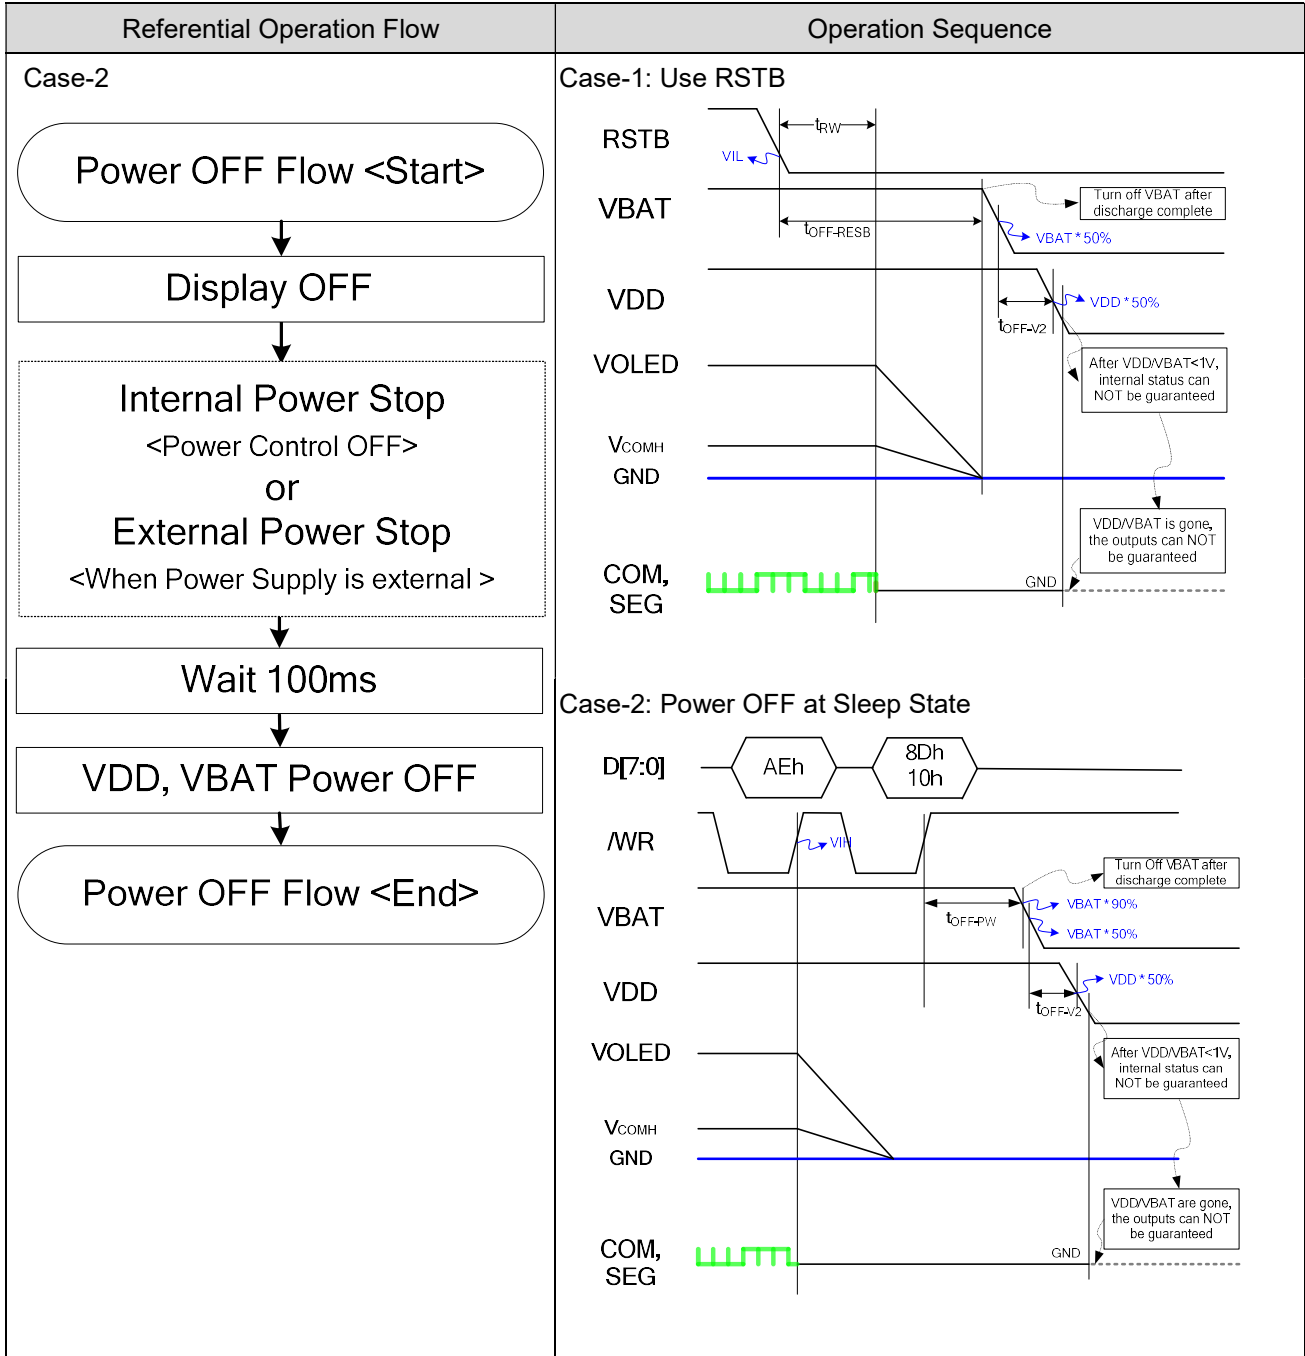 Referential Operation Flow
Operation Sequence
Case-2
Power OFF Flow <Start>
Display OFF
Internal Power Stop
<Power Control OFF>
or
External Power Stop
<When Power Supply is external >
Wait 100ms
VDD, VBAT Power OFF
Power OFF Flow <End>
Case-1: Use RSTB
RSTB
tRW
VIL
VBAT
Turn off VBAT after
discharge complete
tOFF-RESB
VBAT * 50%
VDD
VDD * 50%
tOFF-V2
VOLED
After VDD/VBAT<1V,
internal status can
NOT be guaranteed
VCOMH
GND
VDD/VBAT is gone,
the outputs can NOT
be guaranteed
COM,
SEG
GND
Case-2: Power OFF at Sleep State
D[7:0]
AEh
8Dh
10h
/WR
VIH
Turn Off VBAT after
discharge complete
VBAT
tOFF-PW
VBAT * 90%
VBAT * 50%
VDD
VDD * 50%
tOFF-V2
VOLED
After VDD/VBAT<1V,
internal status can
NOT be guaranteed
VCOMH
GND
VDD/VBAT are gone,
the outputs can NOT
be guaranteed
COM,
SEG
GND